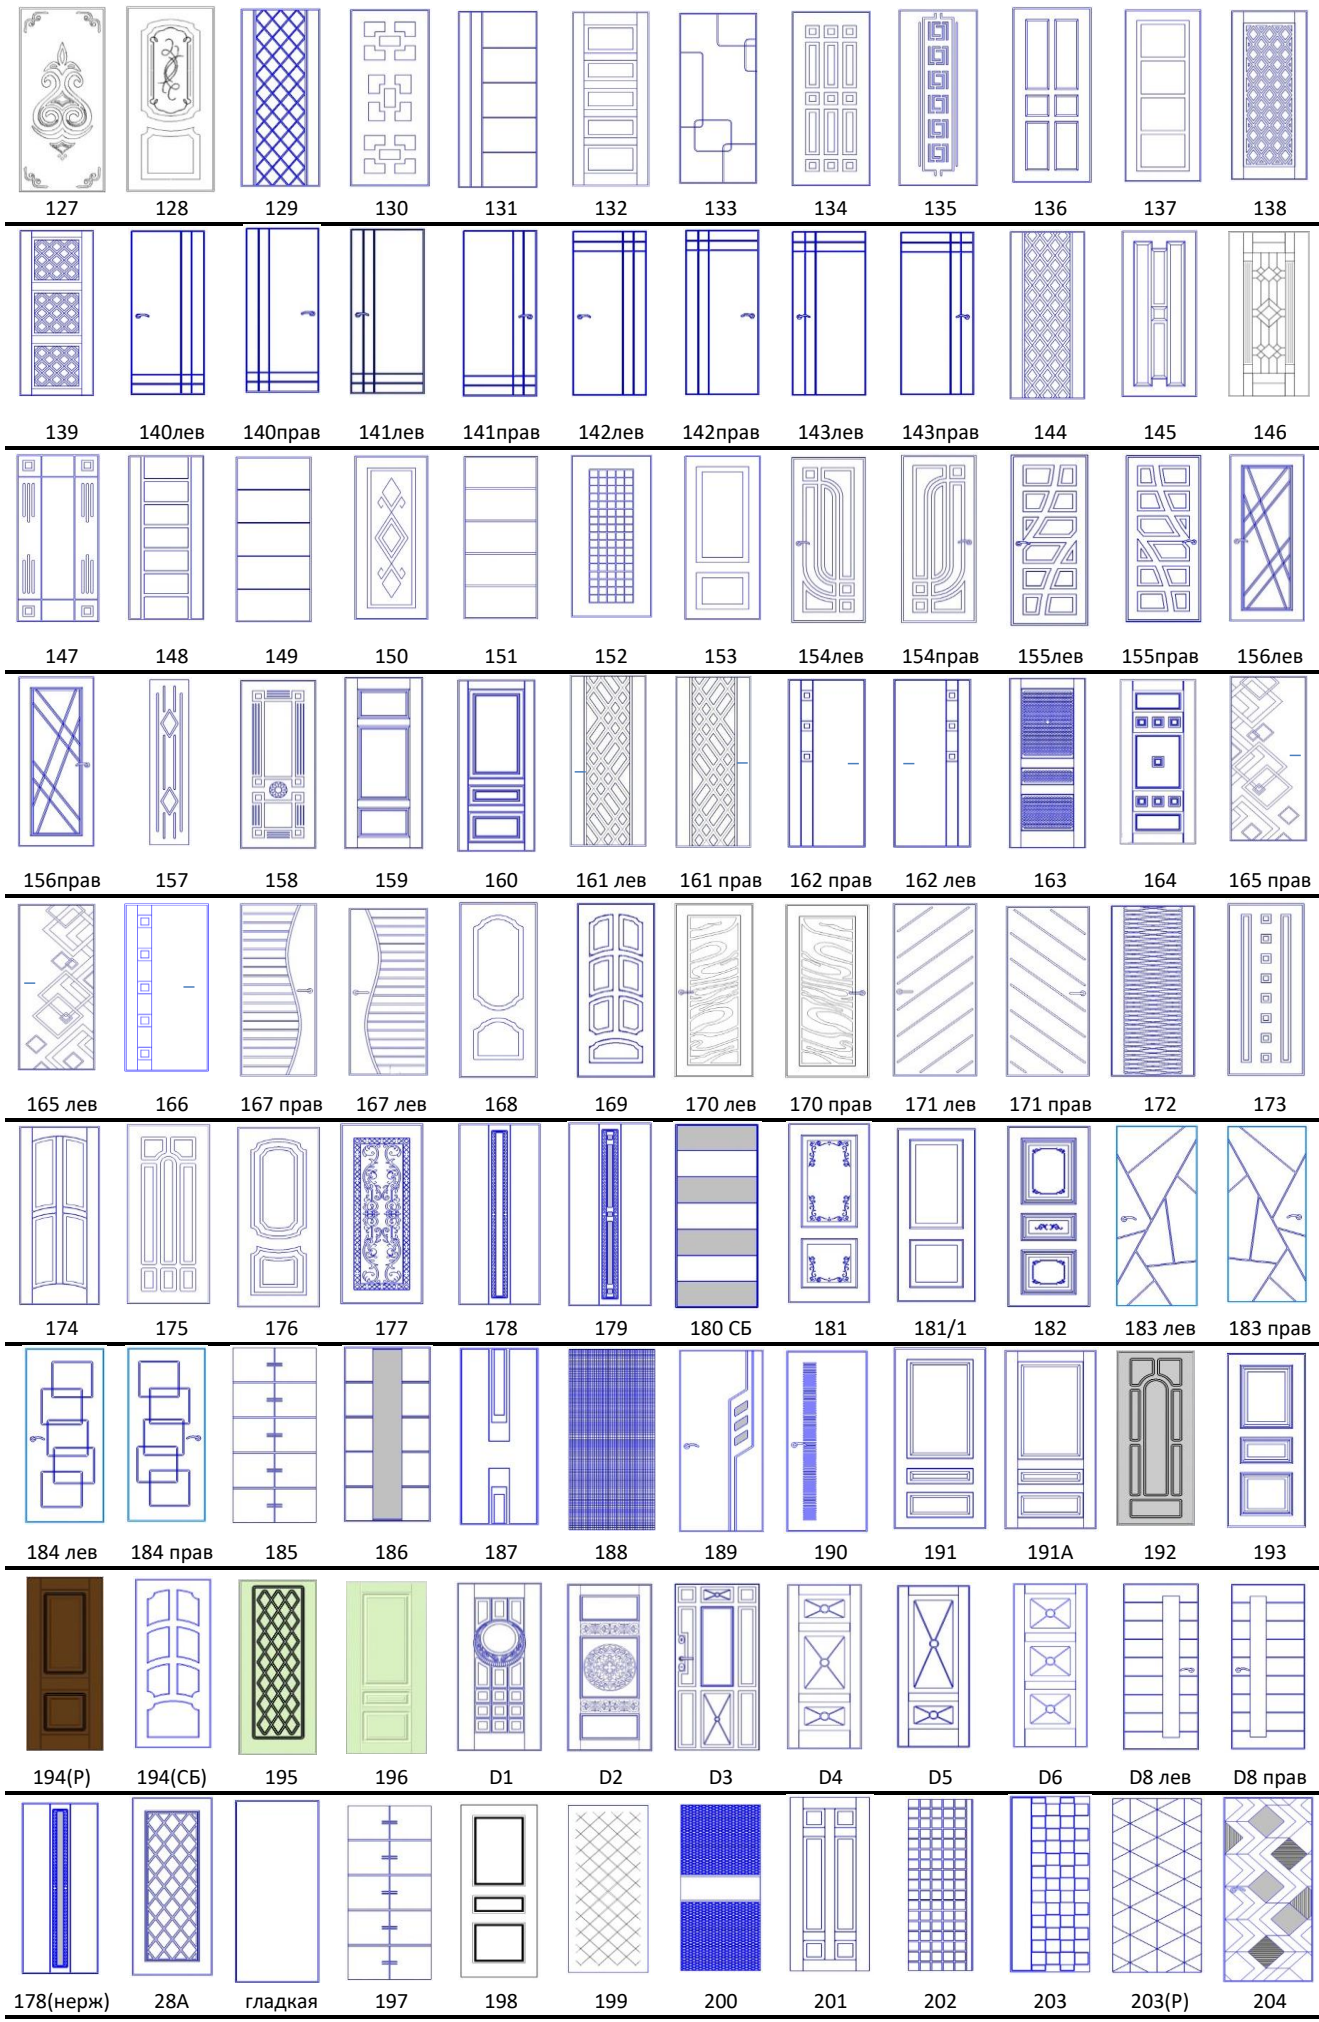 127 128 129 130 131 132 133 134 135 136 137 138
139 140лев 140прав 141лев 141прав 142лев 142прав 143лев 143прав 144 145 146
147 148 149 150 151 152 153 154лев 154прав 155лев 155прав 156лев
156прав 157 158 159 160 161 лев 161 прав 162 прав 162 лев 163 164 165 прав
165 лев 166 167 прав 167 лев 168 169 170 лев 170 прав 171 лев 171 прав 172 173
174 175 176 177 178 179 180 СБ 181 181/1 182 183 лев 183 прав
184 лев 184 прав 185 186 187 188 189 190 191 191А 192 193
194(Р) 194(СБ) 195 196 D1 D2 D3 D4 D5 D6 D8 лев D8 прав
178(нерж) 28А гладкая 197 198 199 200 201 202 203 203(Р) 204